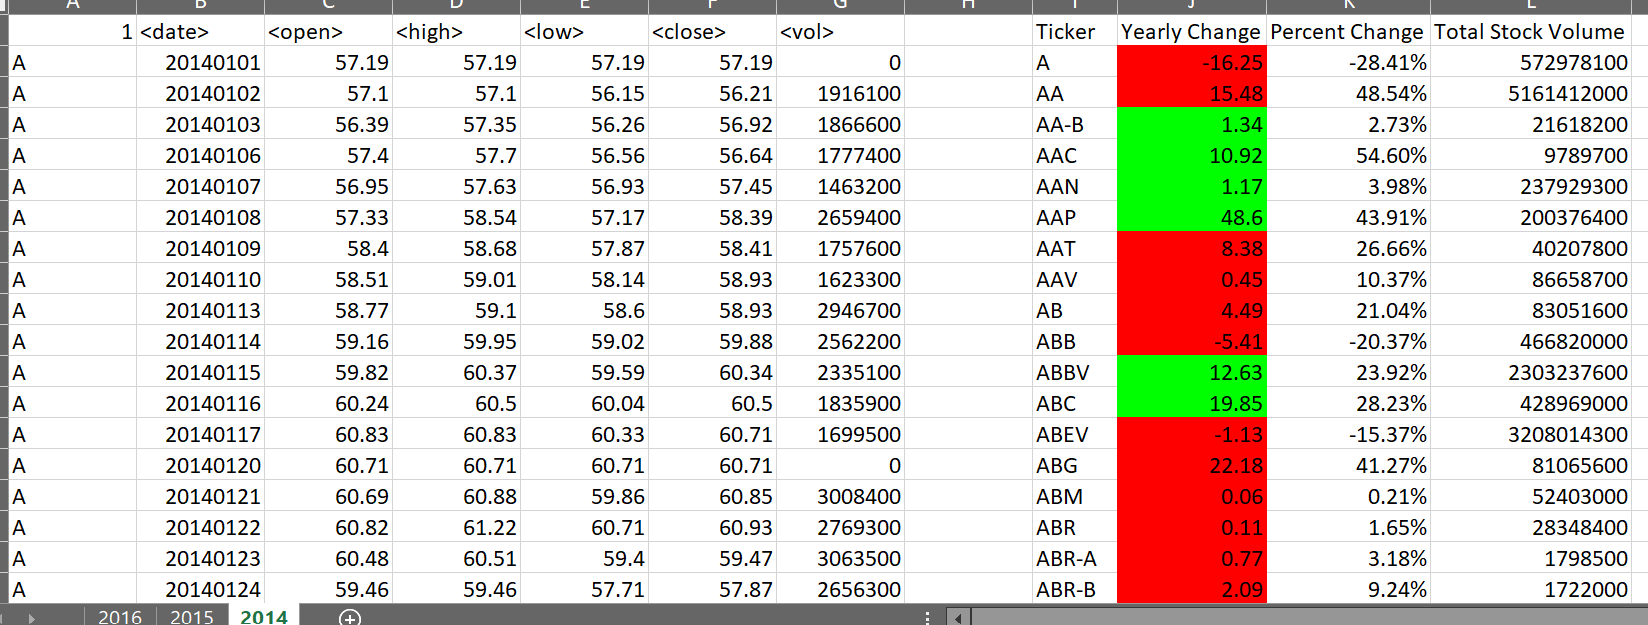 A B C D E F G H I J K L
1 <date> <open> <high> <low> <close> <vol> Ticker Yearly Change Percent Change Total Stock Volume
A 20140101 57.19 57.19 57.19 57.19 0 A -16.25 -28.41% 572978100
A 20140102 57.1 57.1 56.15 56.21 1916100 AA 15.48 48.54% 5161412000
A 20140103 56.39 57.35 56.26 56.92 1866600 AA-B 1.34 2.73% 21618200
A 20140106 57.4 57.7 56.56 56.64 1777400 AAC 10.92 54.60% 9789700
A 20140107 56.95 57.63 56.93 57.45 1463200 AAN 1.17 3.98% 237929300
A 20140108 57.33 58.54 57.17 58.39 2659400 AAP 48.6 43.91% 200376400
A 20140109 58.4 58.68 57.87 58.41 1757600 AAT 8.38 26.66% 40207800
A 20140110 58.51 59.01 58.14 58.93 1623300 AAV 0.45 10.37% 86658700
A 20140113 58.77 59.1 58.6 58.93 2946700 AB 4.49 21.04% 83051600
A 20140114 59.16 59.95 59.02 59.88 2562200 ABB -5.41 -20.37% 466820000
A 20140115 59.82 60.37 59.59 60.34 2335100 ABBV 12.63 23.92% 2303237600
A 20140116 60.24 60.5 60.04 60.5 1835900 ABC 19.85 28.23% 428969000
A 20140117 60.83 60.83 60.33 60.71 1699500 ABEV -1.13 -15.37% 3208014300
A 20140120 60.71 60.71 60.71 60.71 0 ABG 22.18 41.27% 81065600
A 20140121 60.69 60.88 59.86 60.85 3008400 ABM 0.06 0.21% 52403000
A 20140122 60.82 61.22 60.71 60.93 2769300 ABR 0.11 1.65% 28348400
A 20140123 60.48 60.51 59.4 59.47 3063500 ABR-A 0.77 3.18% 1798500
A 20140124 59.46 59.46 57.71 57.87 2656300 ABR-B 2.09 9.24% 1722000
2016 2015 2014